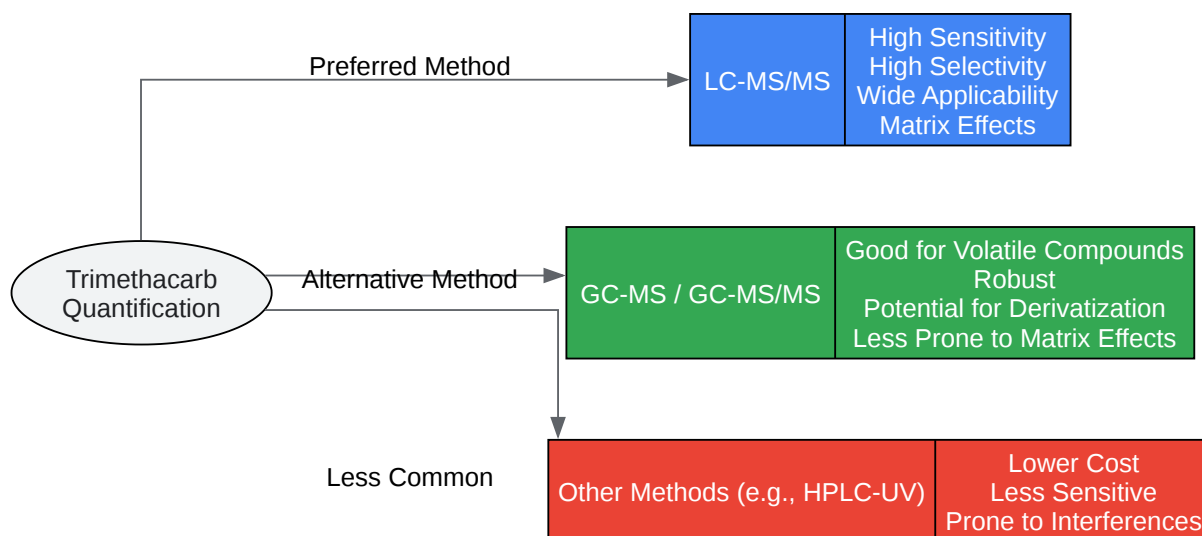 Preferred Method
LC-MS/MS
High Sensitivity
High Selectivity
Wide Applicability
Matrix Effects
Trimethacarb
Quantification
Alternative Method
GC-MS / GC-MS/MS
Good for Volatile Compounds
Robust
Potential for Derivatization
Less Prone to Matrix Effects
Less Common
Other Methods (e.g., HPLC-UV)
Lower Cost
Less Sensitive
Prone to Interferences